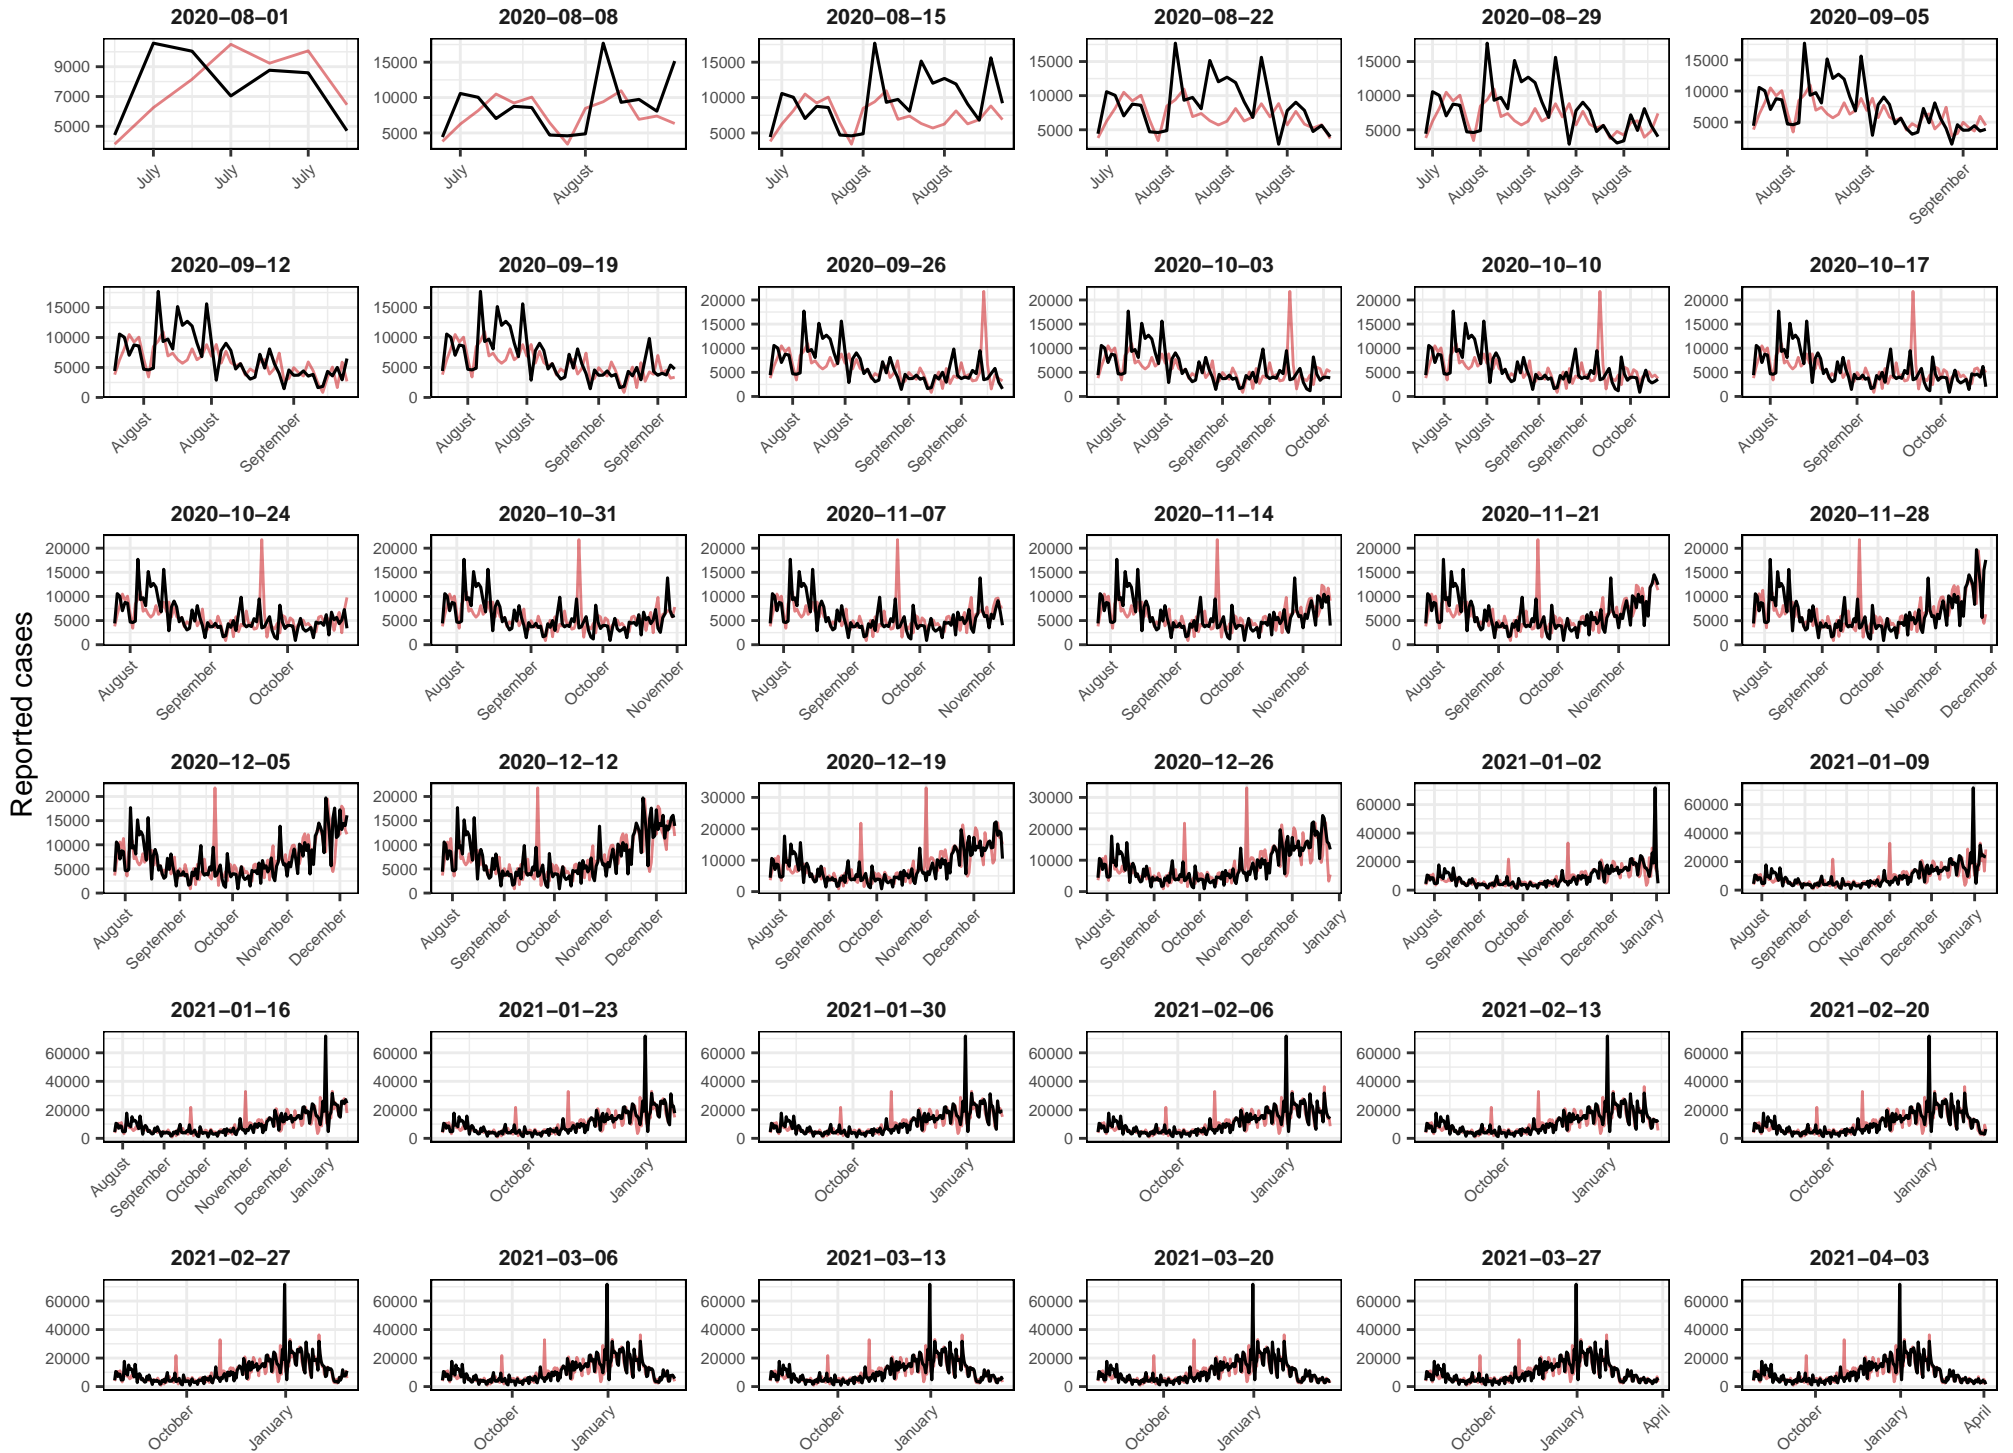 Reported cases
2020−08−01 2020−08−08 2020−08−15 2020−08−22 2020−08−29 2020−09−05
9000 7000 5000
15000 10000 5000
15000 10000 5000
15000 10000 5000
15000 10000 5000
15000 10000 5000
July July July
July August
July August August
July August August August
July August August August August
August August September
2020−09−12 2020−09−19 2020−09−26 2020−10−03 2020−10−10 2020−10−17
15000 10000 5000 0
15000 10000 5000 0
20000 15000 10000 5000 0
20000 15000 10000 5000 0
20000 15000 10000 5000 0
20000 15000 10000 5000 0
August August September
August August September September
August August September September
August August September September October
August August September September October
August September October
2020−10−24 2020−10−31 2020−11−07 2020−11−14 2020−11−21 2020−11−28
20000 15000 10000 5000 0
20000 15000 10000 5000 0
20000 15000 10000 5000 0
20000 15000 10000 5000 0
20000 15000 10000 5000 0
20000 15000 10000 5000 0
August September October
August September October November
August September October November
August September October November
August September October November
August September October November December
2020−12−05 2020−12−12 2020−12−19 2020−12−26 2021−01−02 2021−01−09
20000 15000 10000 5000 0
20000 15000 10000 5000 0
30000 20000 10000 0
30000 20000 10000 0
60000 40000 20000 0
60000 40000 20000 0
August September October November December
August September October November December
August September October November December
August September October November December January
August September October November December January
August September October November December January
2021−01−16 2021−01−23 2021−01−30 2021−02−06 2021−02−13 2021−02−20
60000 40000 20000 0
60000 40000 20000 0
60000 40000 20000 0
60000 40000 20000 0
60000 40000 20000 0
60000 40000 20000 0
August September October November December January
October January
October January
October January
October January
October January
2021−02−27 2021−03−06 2021−03−13 2021−03−20 2021−03−27 2021−04−03
60000 40000 20000 0
60000 40000 20000 0
60000 40000 20000 0
60000 40000 20000 0
60000 40000 20000 0
60000 40000 20000 0
October January
October January
October January
October January
October January April
October January April